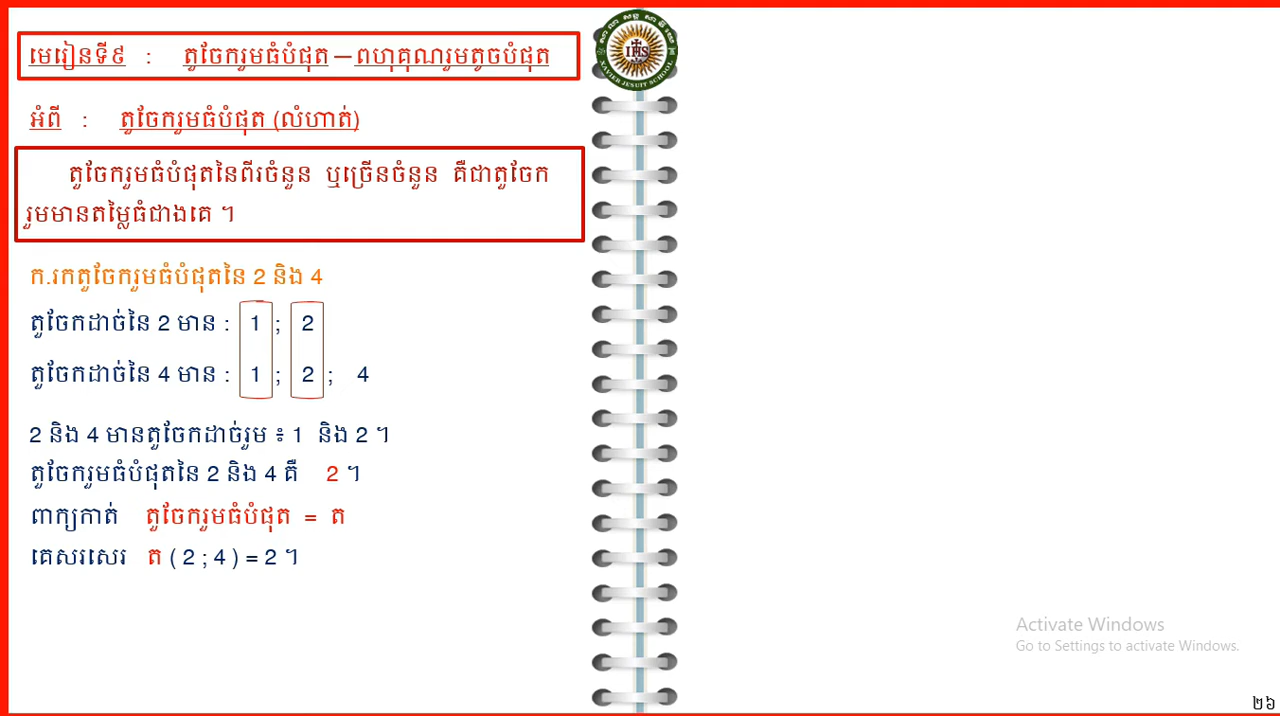 មេរៀនទី៩ : តួចែករួមធំបំផុត – ពហុគុណរួមតូចបំផុត
អំពី : តួចែករួមធំបំផុត (លំហាត់)
តួចែករួមធំបំផុតនៃពីរចំនួន ឬច្រើនចំនួន គឺជាតួចែក
រួមមានតម្លៃធំជាងគេ ។
ក.រកតួចែករួមធំបំផុតនៃ 2 និង 4
តួចែកដាច់នៃ 2 មាន : 1 ; 2
តួចែកដាច់នៃ 4 មាន : 1 ; 2 ; 4
2 និង 4 មានតួចែកដាច់រួម ៖ 1 និង 2 ។
តួចែករួមធំបំផុតនៃ 2 និង 4 គឺ 2 ។
ពាក្យកាត់ តួចែករួមធំបំផុត = ត
គេសរសេរ ត ( 2 ; 4 ) = 2 ។
IHS
XAVIER JESUIT SCHOOL
Activate Windows
Go to Settings to activate Windows.
២៦